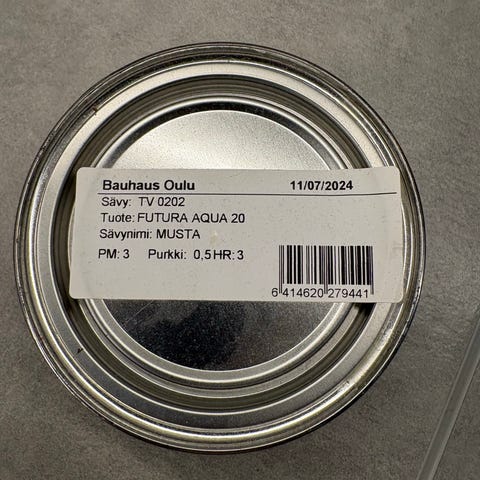 Bauhaus Oulu 11/07/2024
Sävy: TV 0202
Tuote: FUTURA AQUA 20
Sävynimi: MUSTA
PM: 3 Purkki: 0,5 HR: 3
6 414620 279441